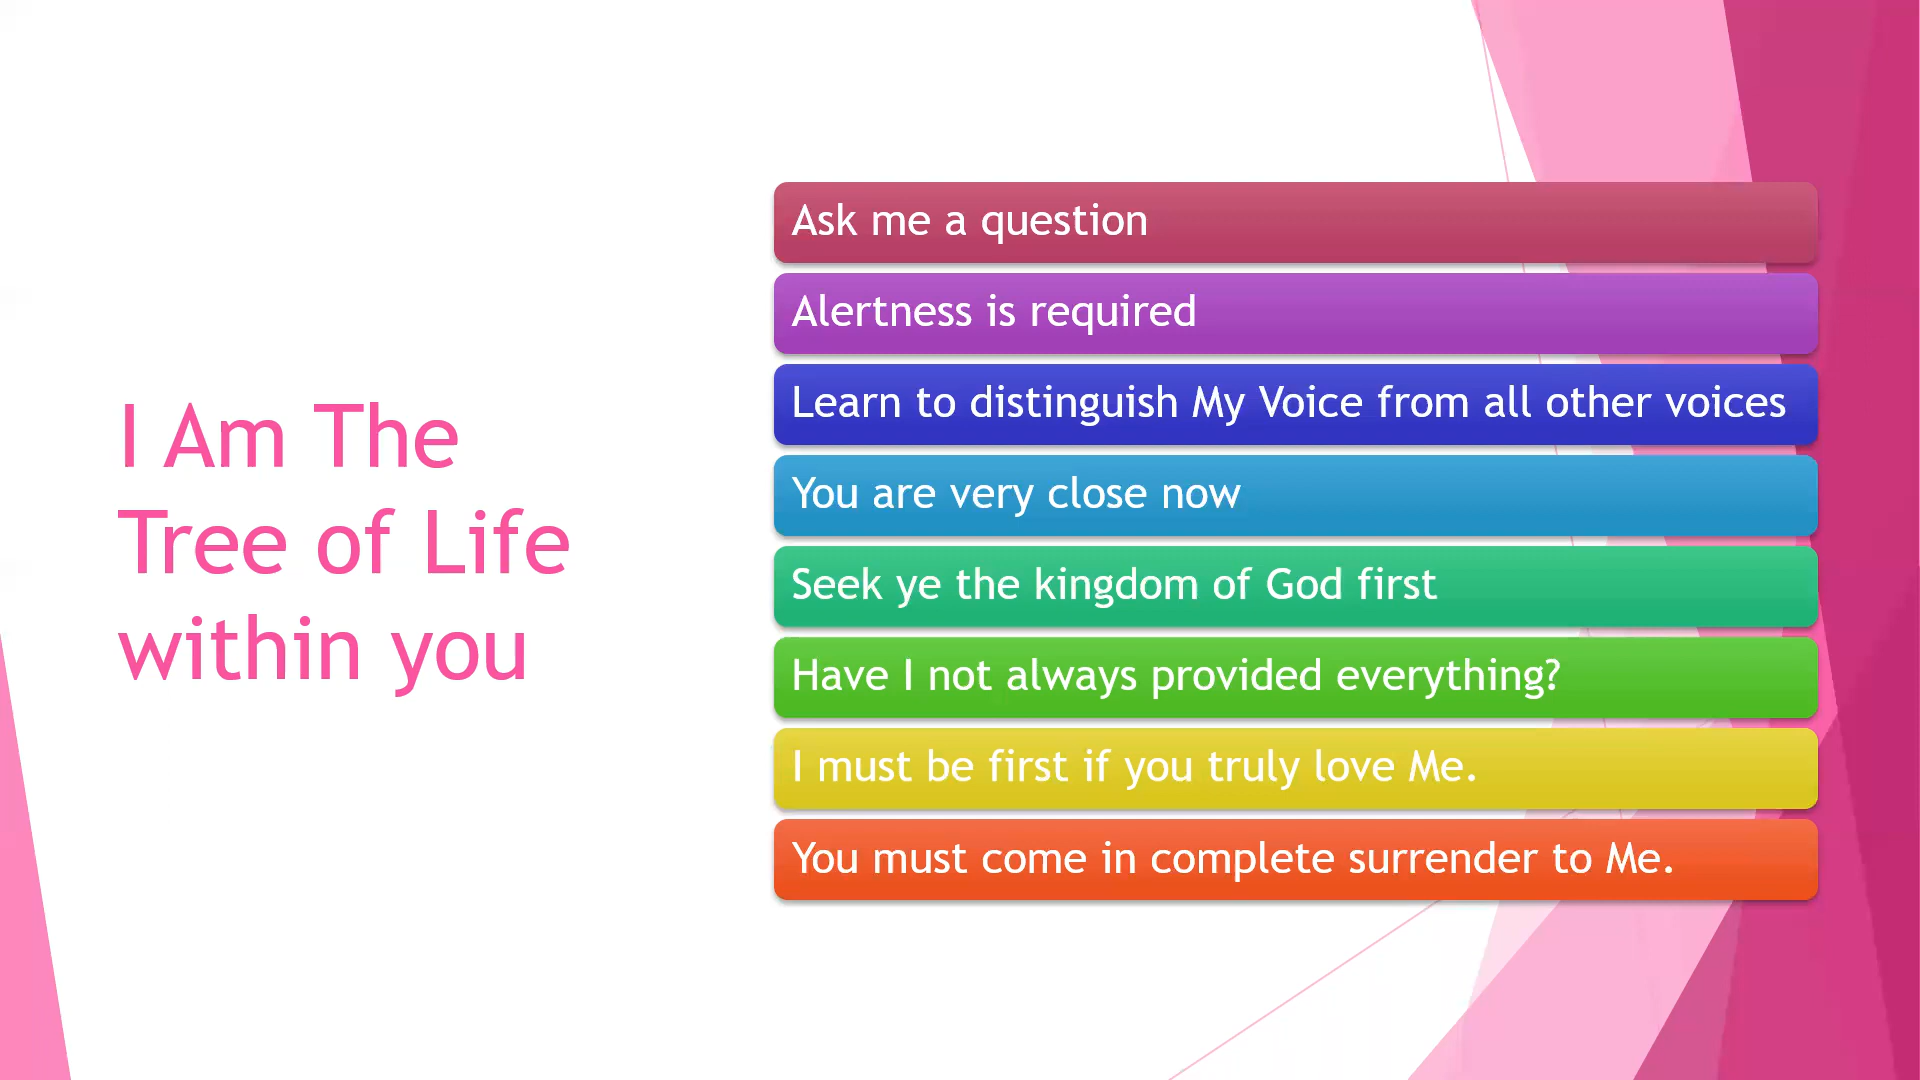 I Am The
Tree of Life
within you
Ask me a question
Alertness is required
Learn to distinguish My Voice from all other voices
You are very close now
Seek ye the kingdom of God first
Have I not always provided everything?
I must be first if you truly love Me.
You must come in complete surrender to Me.